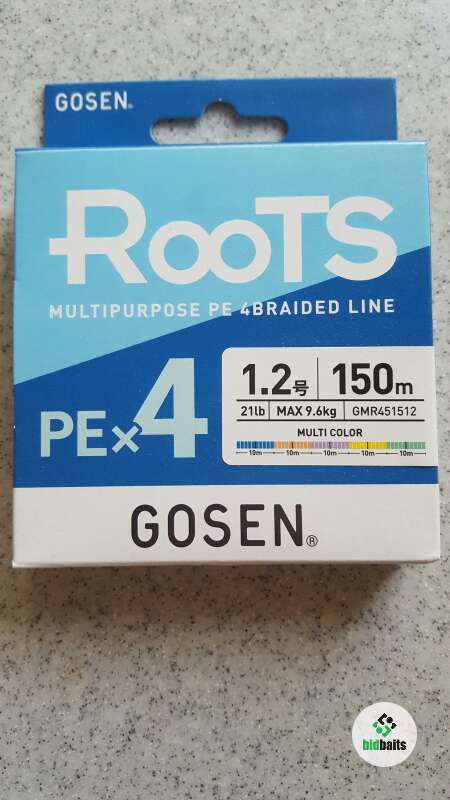 GOSEN®
ROOTS
MULTIPURPOSE PE 4BRAIDED LINE
PE×4
1.2号 150m
21lb MAX 9.6kg GMR451512
MULTI COLOR
10m 10m 10m 10m 10m
GOSEN®
bidbaits